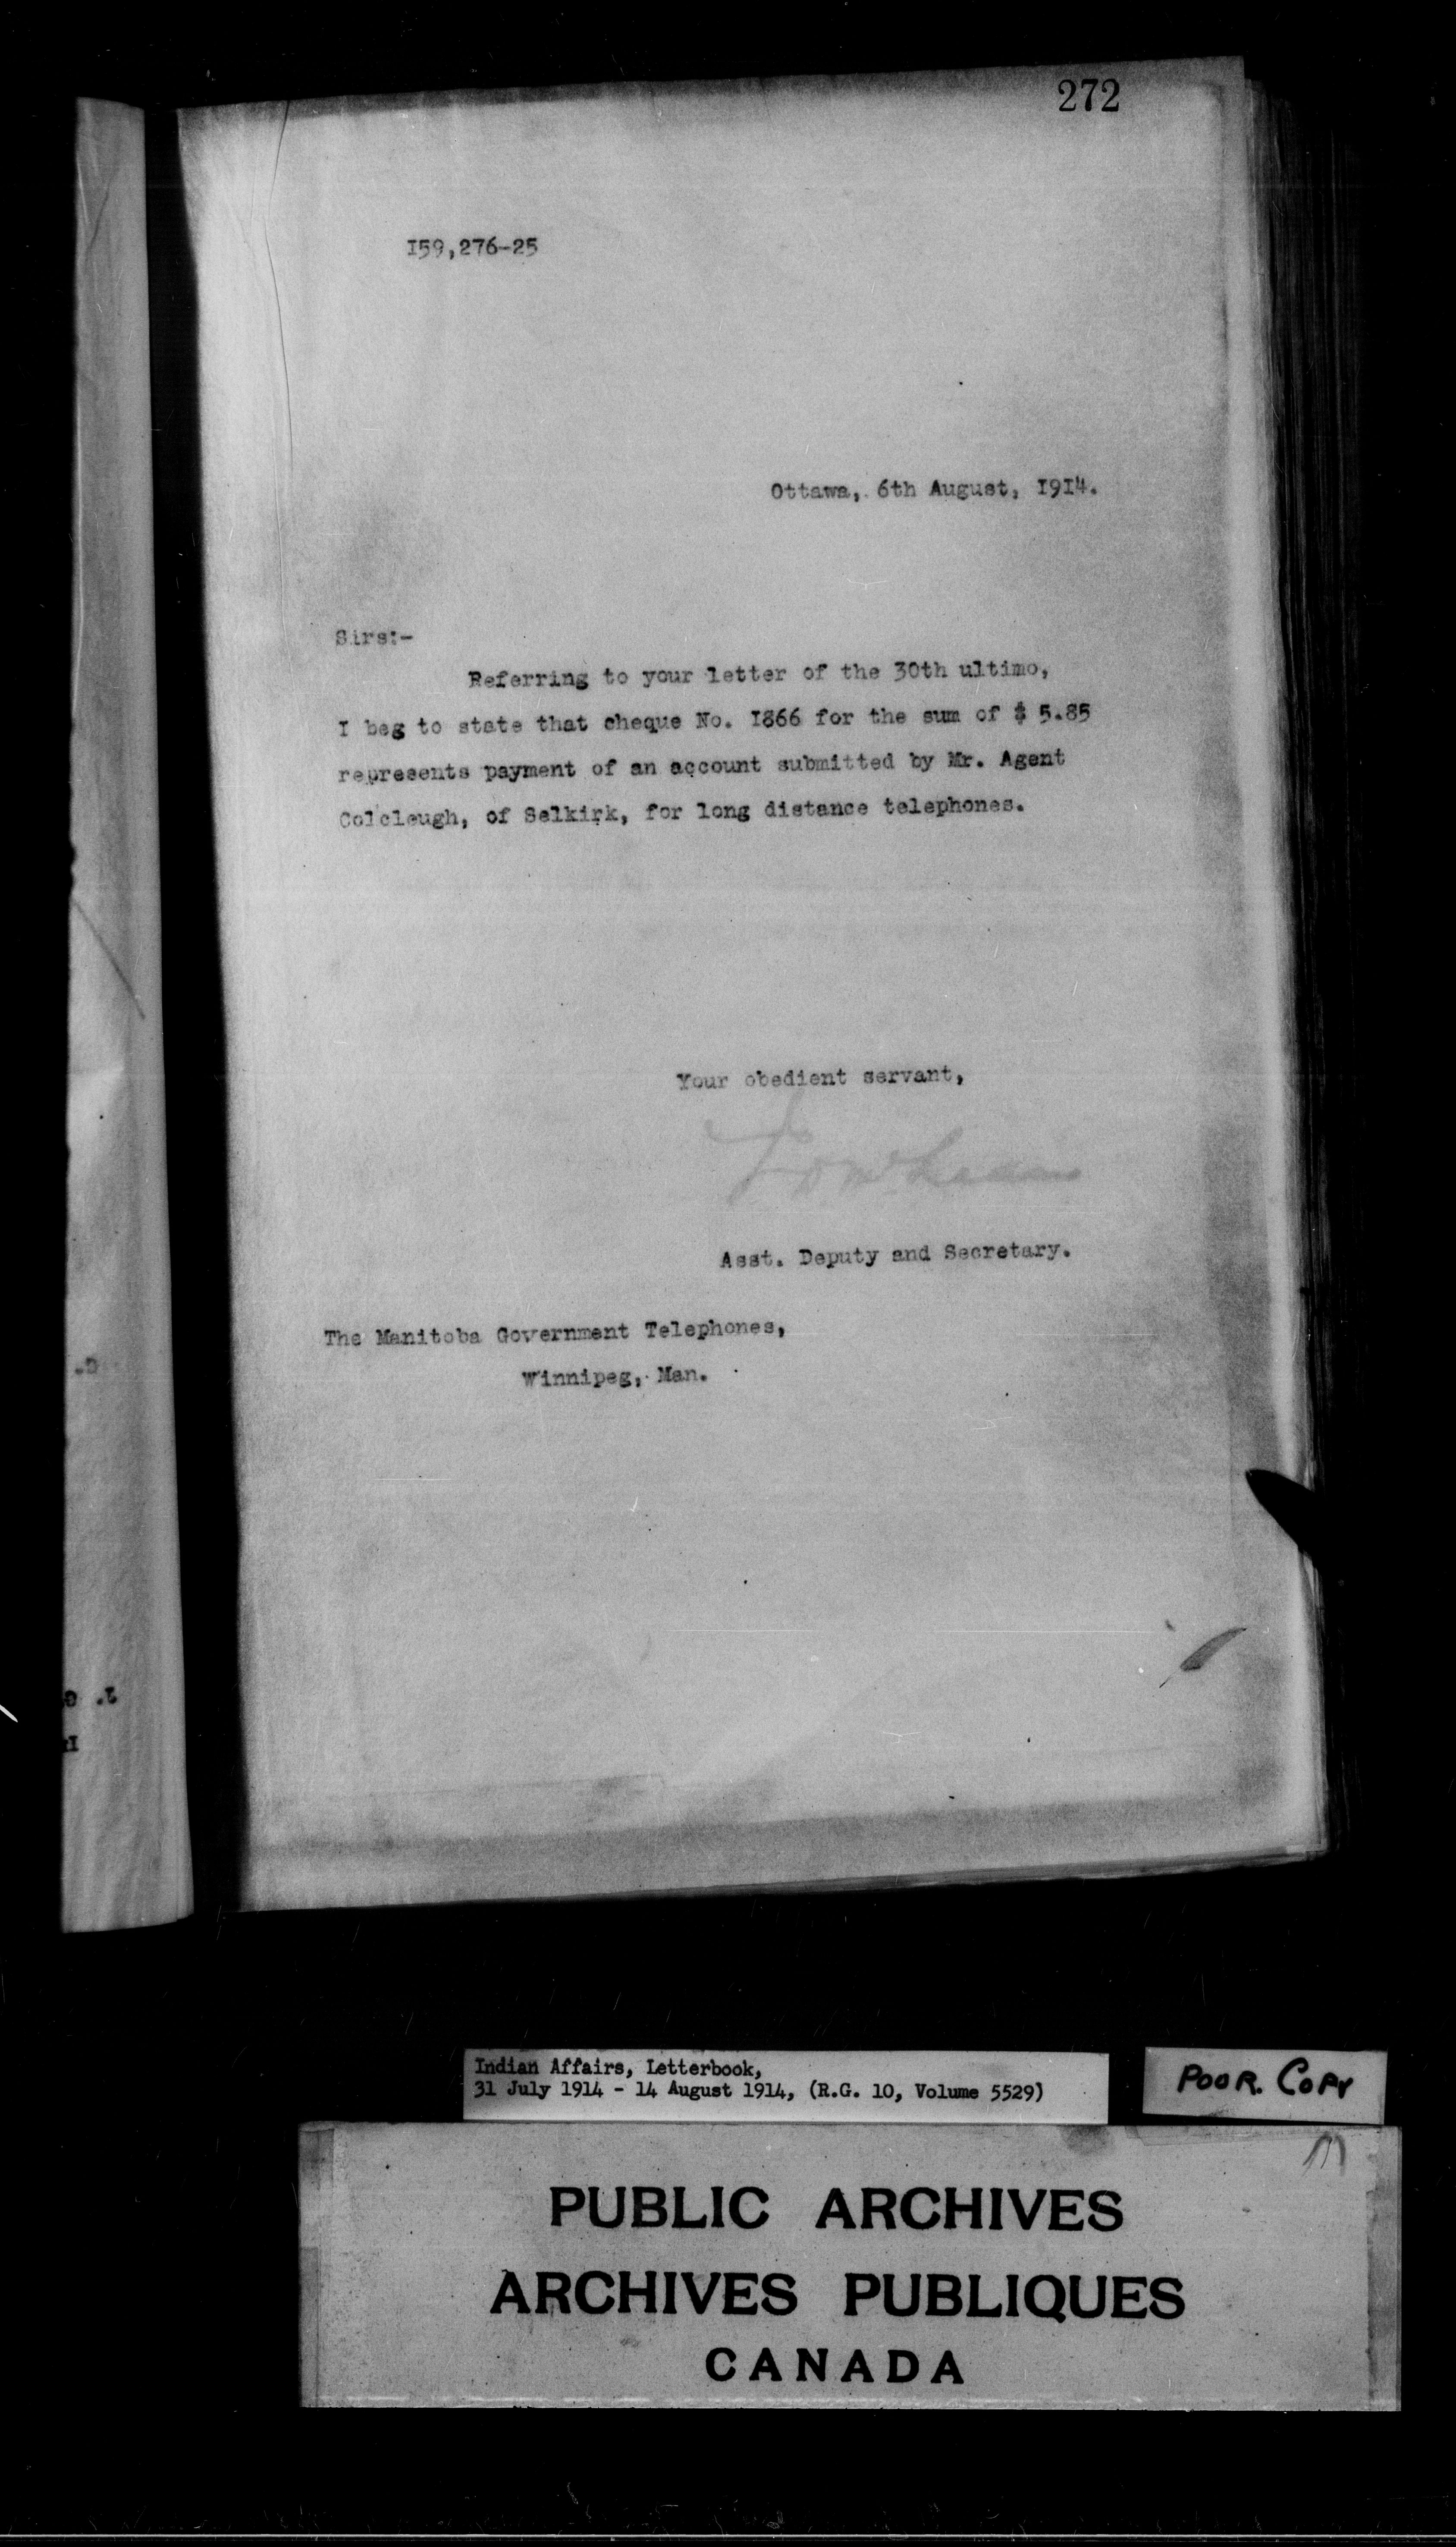 272
159,276-25
Ottawa, 6th August, 1914.
Sirs:-
Referring to your letter of the 30th ultimo,
I beg to state that cheque No. 1866 for the sum of $ 5.85
represents payment of an account submitted by Mr. Agent
Colcleugh, of Selkirk, for long distance telephones.
Your obedient servant,
J D McLean
Asst. Deputy and Secretary.
The Manitoba Government Telephones,
Winnipeg, Man.
Indian Affairs, Letterbook,
31 July 1914 - 14 August 1914, (R.G. 10, Volume 5529)
POOR. COPY
PUBLIC ARCHIVES
ARCHIVES PUBLIQUES
CANADA